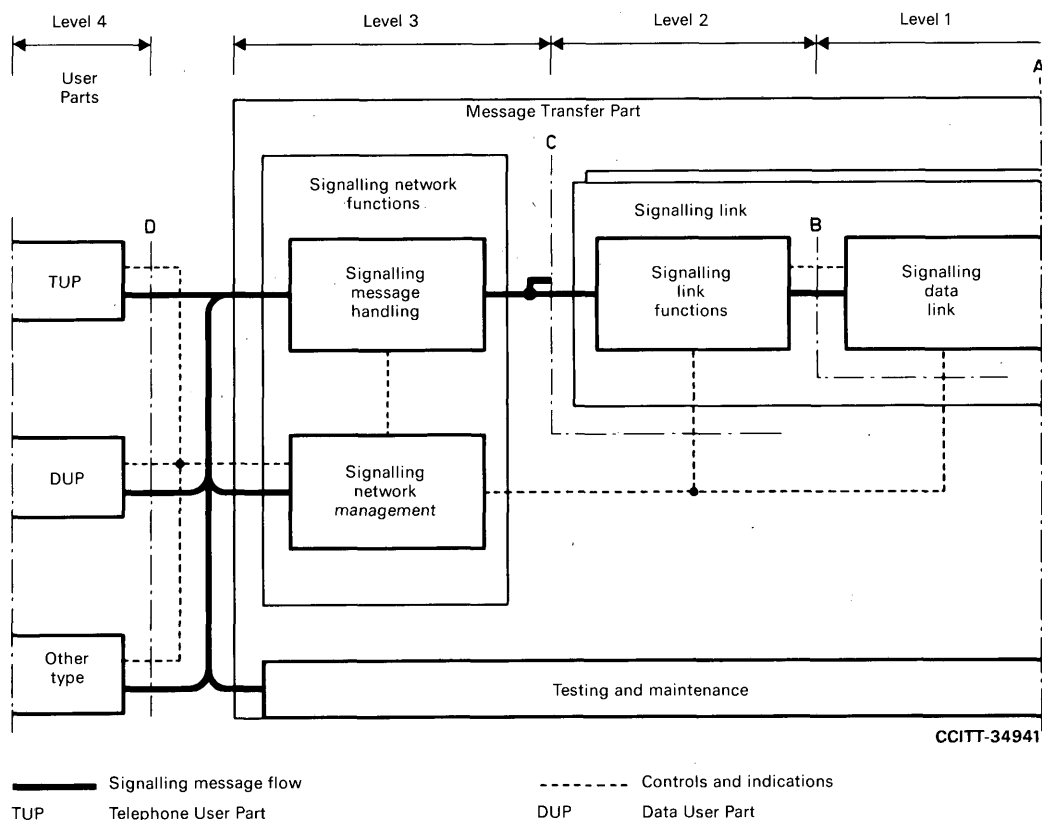 Level 4
Level 3
Level 2
Level 1
User
Parts
A
Message Transfer Part
C
Signalling network
functions
Signalling link
D
B
TUP
Signalling
message
handling
Signalling
link
functions
Signalling
data
link
DUP
Signalling
network
management
Other
type
Testing and maintenance
CCITT-34941
Signalling message flow
Controls and indications
TUP Telephone User Part
DUP Data User Part